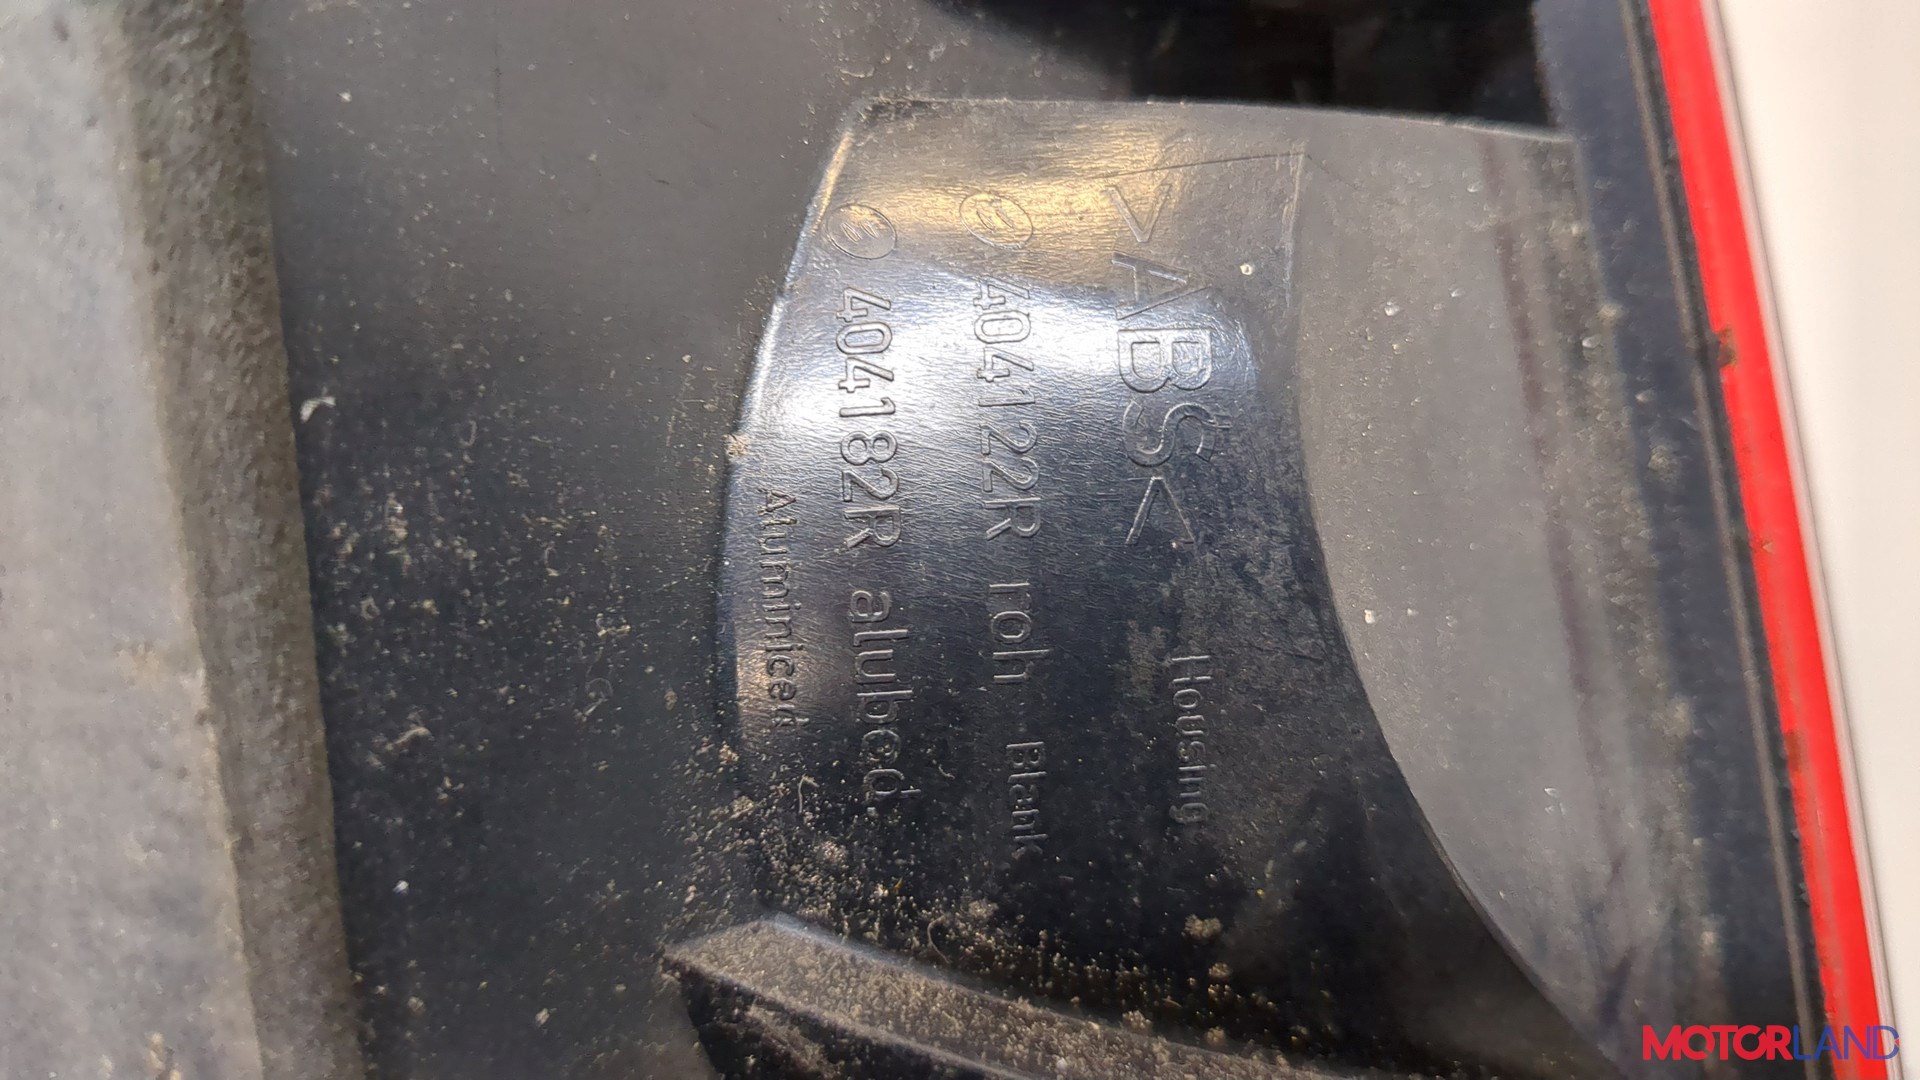 >ABS<
Housing
404122R roh
Blank
404182R alubed.
Aluminiced
MOTORLAND